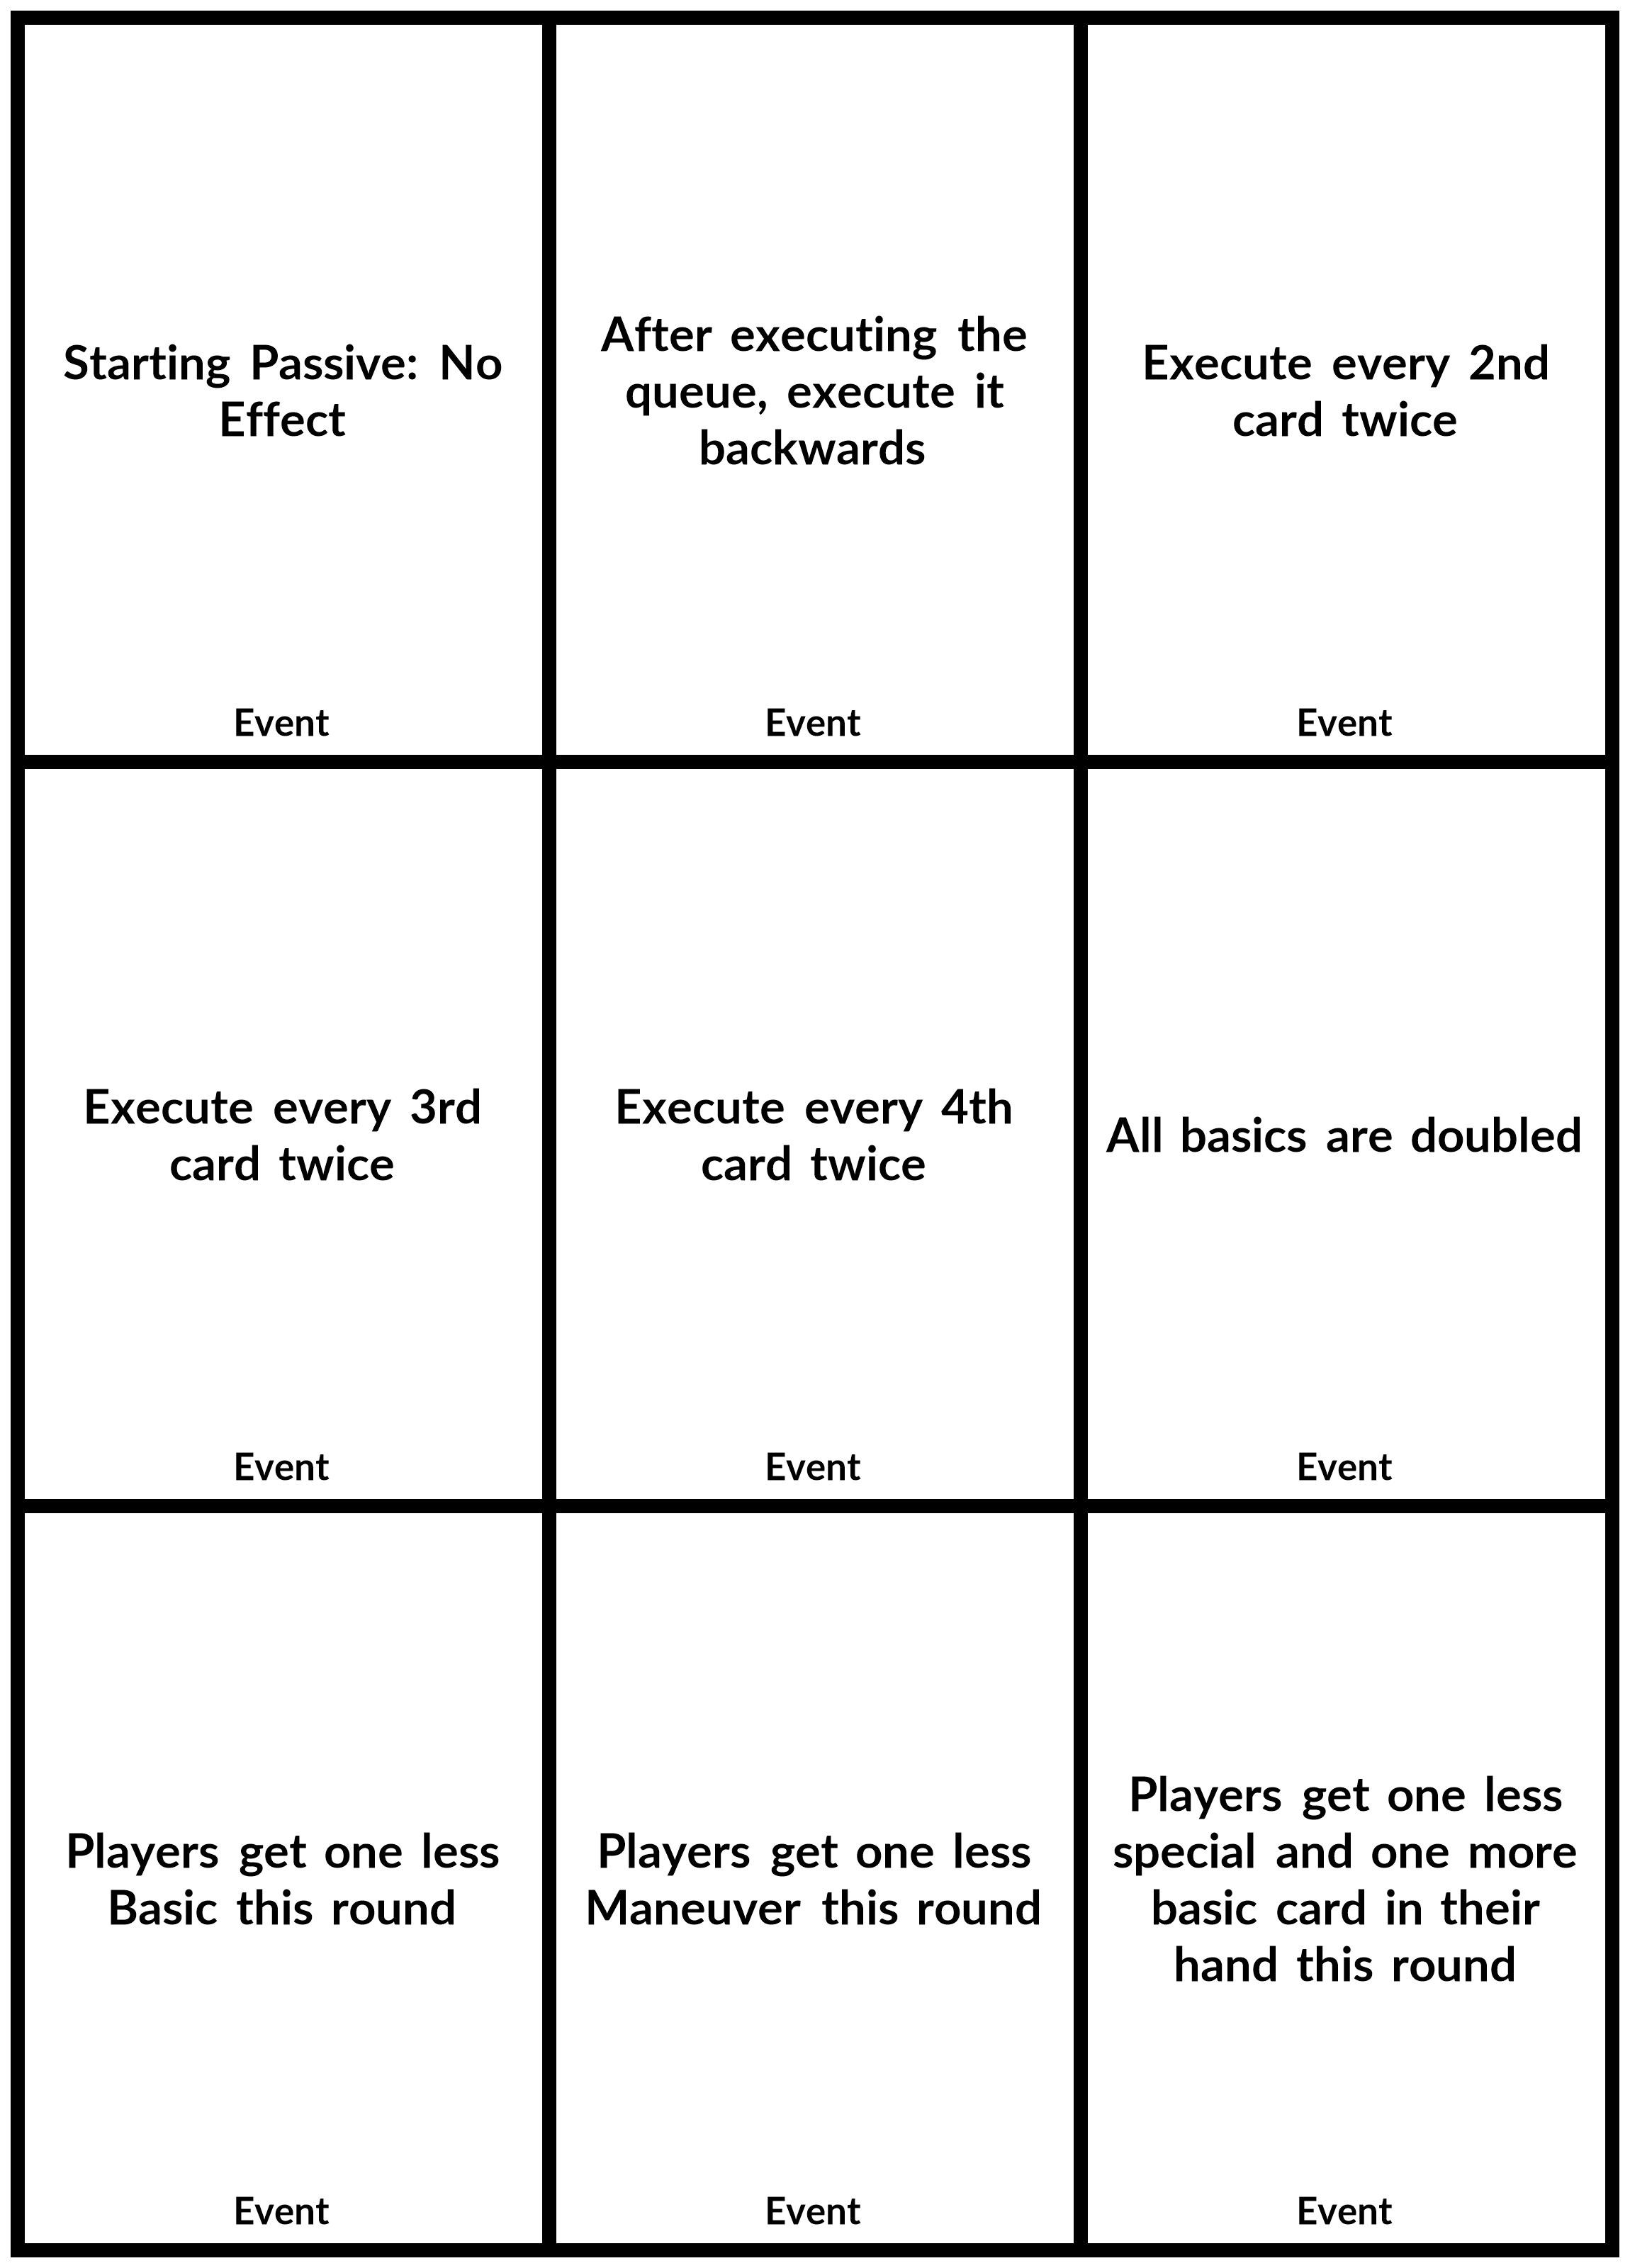 Starting Passive: No
Effect
Event
After executing the
queue, execute it
backwards
Event
Execute every 2nd
card twice
Event
Execute every 3rd
card twice
Event
Execute every 4th
card twice
Event
All basics are doubled
Event
Players get one less
Basic this round
Event
Players get one less
Maneuver this round
Event
Players get one less
special and one more
basic card in their
hand this round
Event